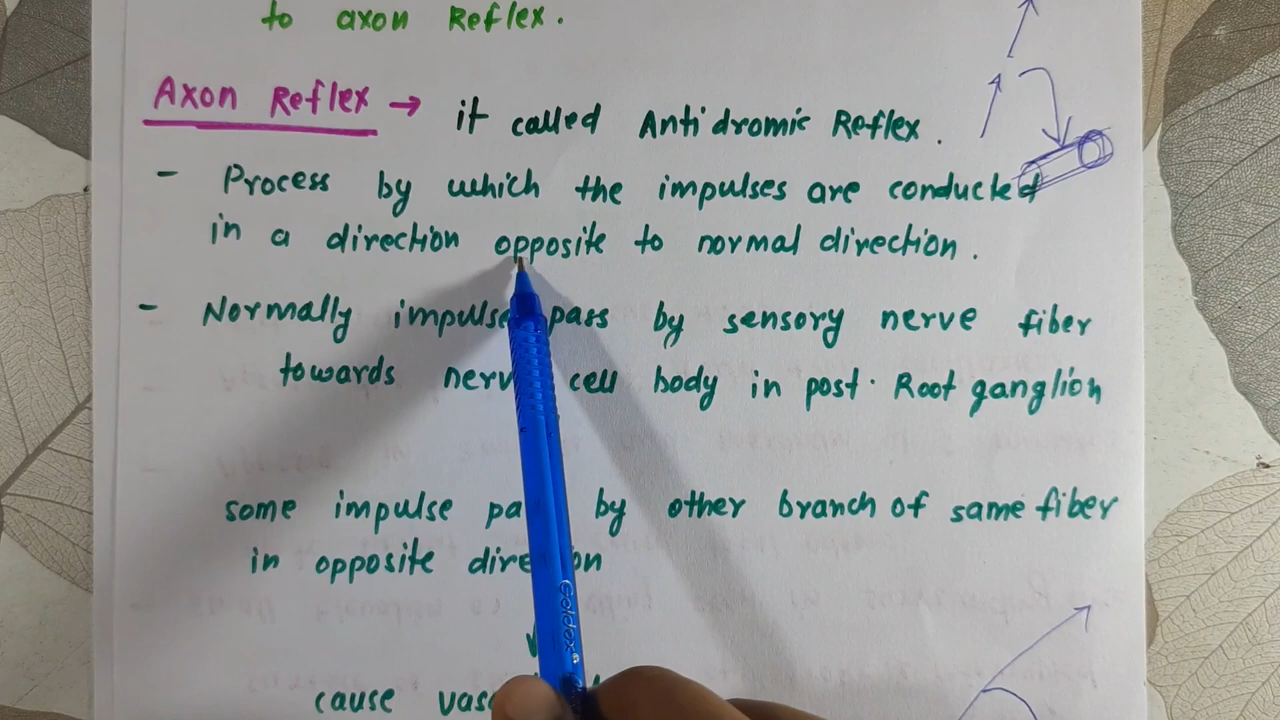 to axon Reflex.
Axon Reflex → it called Antidromic Reflex.
- Process by which the impulses are conducted
in a direction opposite to normal direction.
- Normally impulse pass by sensory nerve fiber
towards nerv cell body in post. Root ganglion
some impulse pa by other branch of same fiber
in opposite dire on
cause
Goldex